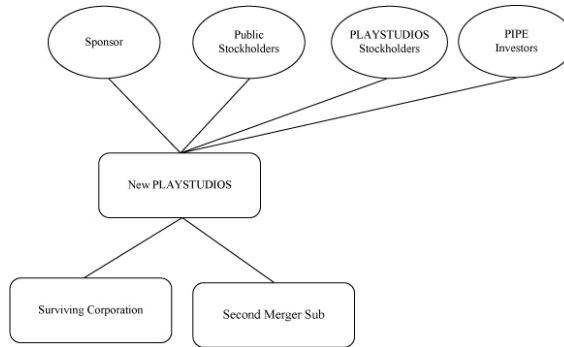 Sponsor
Public
Stockholders
PLAYSTUDIOS
Stockholders
PIPE
Investors
New PLAYSTUDIOS
Surviving Corporation
Second Merger Sub